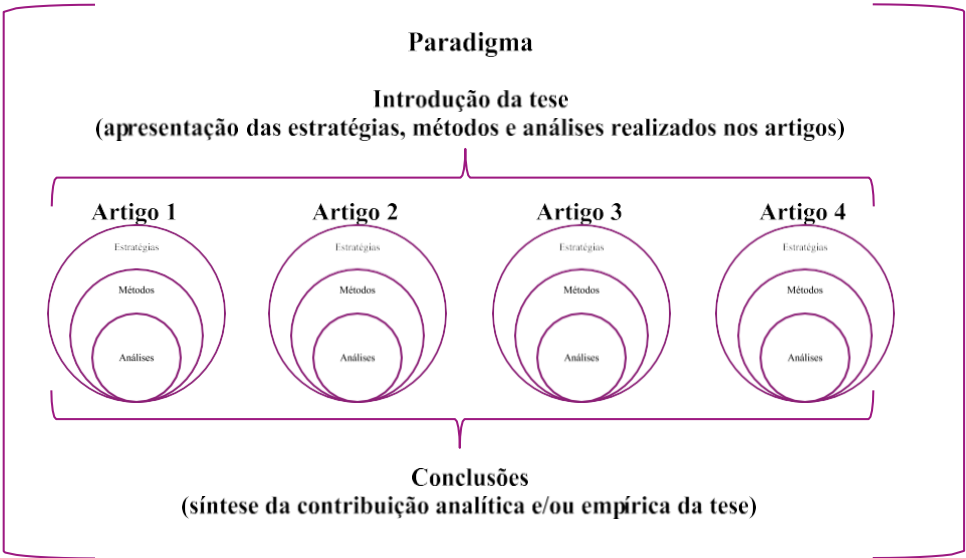 Paradigma
Introdução da tese
(apresentação das estratégias, métodos e análises realizados nos artigos)
Artigo 1
Artigo 2
Artigo 3
Artigo 4
Estratégias
Estratégias
Estratégias
Estratégias
Métodos
Métodos
Métodos
Métodos
Análises
Análises
Análises
Análises
Conclusões
(síntese da contribuição analítica e/ou empírica da tese)